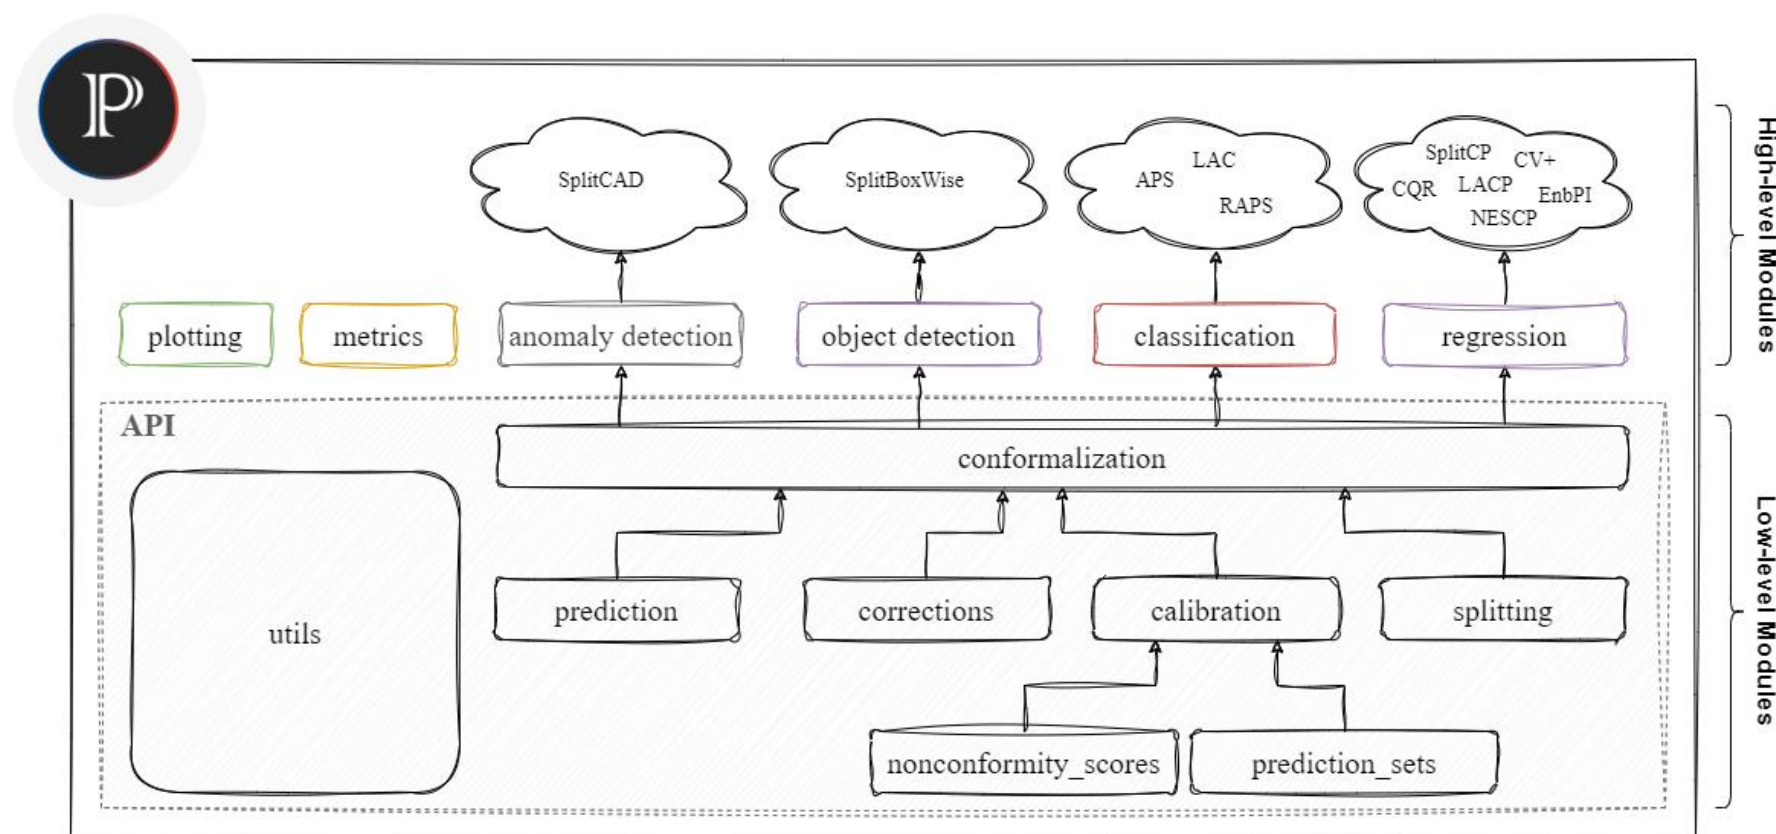 P
SplitCAD
SplitBoxWise
LAC
APS
RAPS
SplitCP
CV+
CQR
LACP
EnbPI
NESCP
High-level Modules
plotting
metrics
anomaly detection
object detection
classification
regression
API
conformalization
utils
prediction
corrections
calibration
splitting
nonconformity_scores
prediction_sets
Low-level Modules